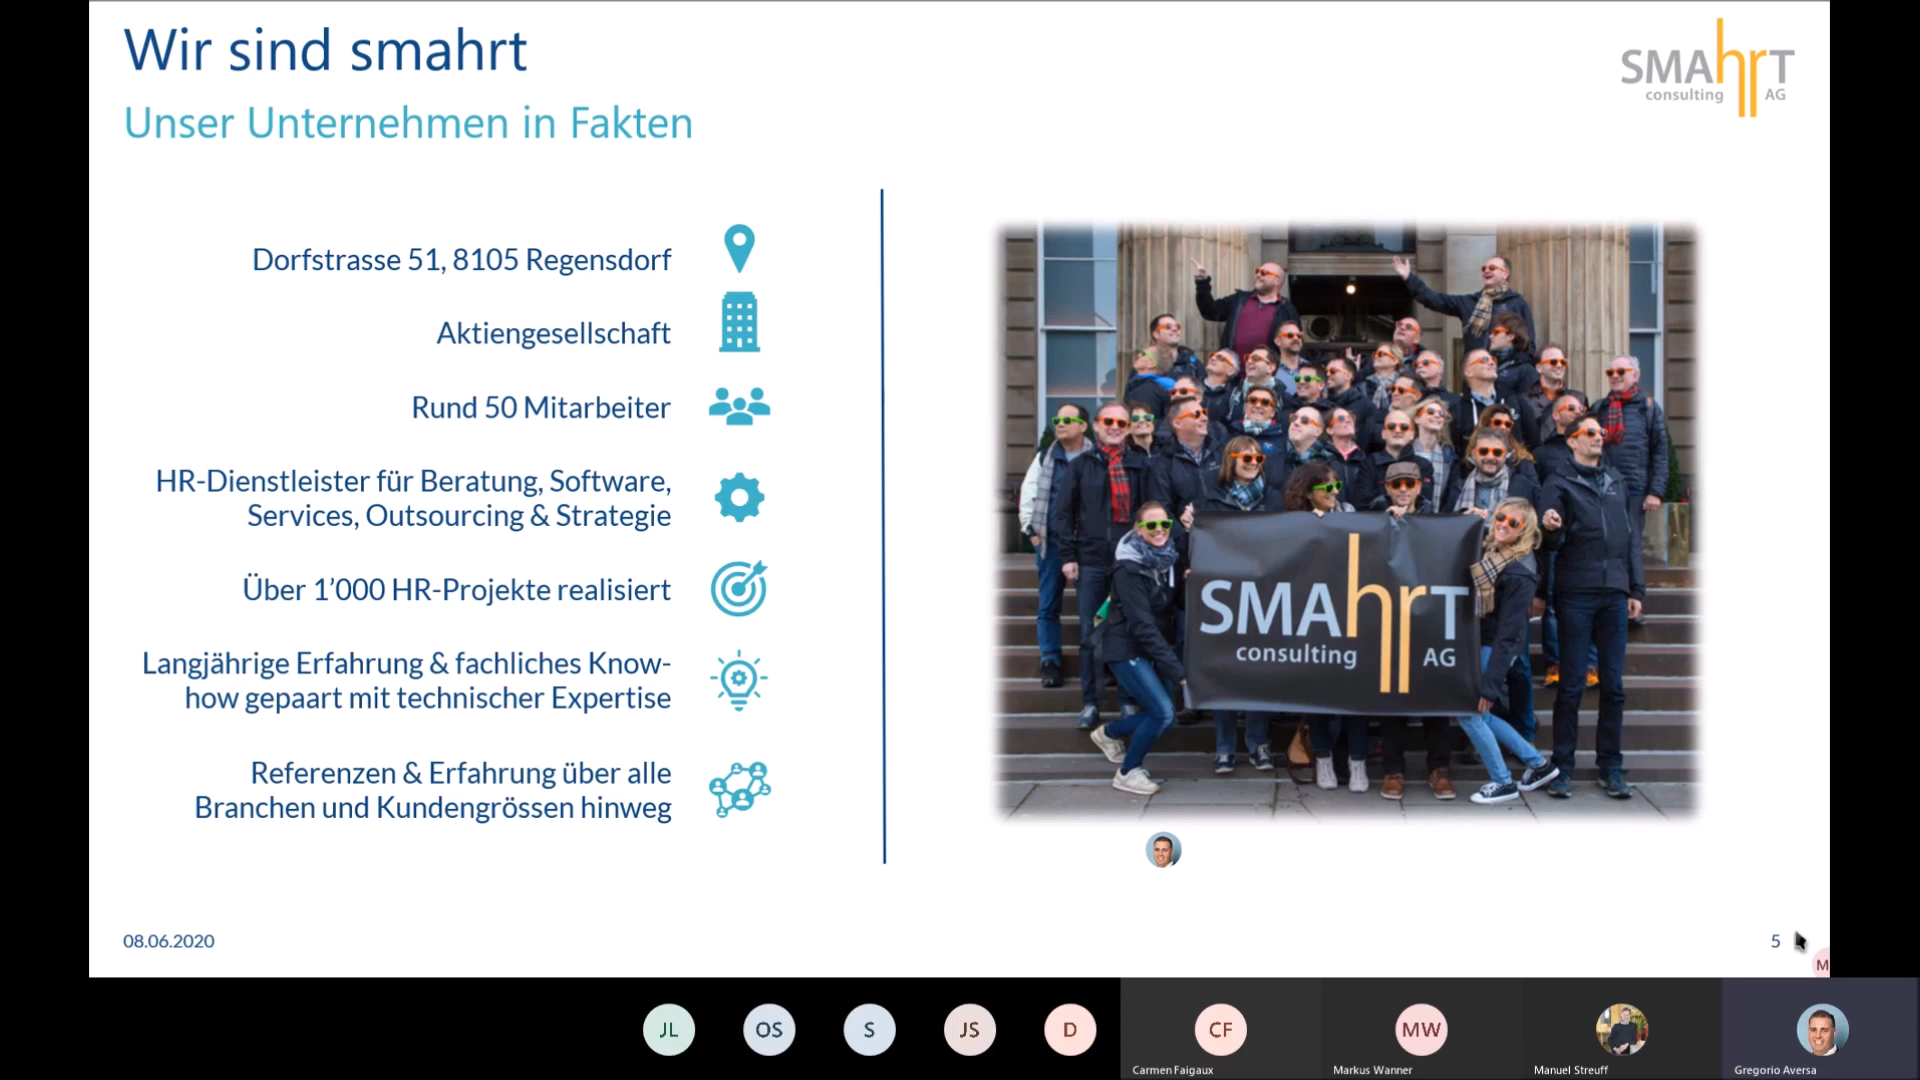 Wir sind smahrt
Unser Unternehmen in Fakten
SMAhrT
consulting AG
Dorfstrasse 51, 8105 Regensdorf
Aktiengesellschaft
Rund 50 Mitarbeiter
HR-Dienstleister für Beratung, Software,
Services, Outsourcing & Strategie
Über 1’000 HR-Projekte realisiert
Langjährige Erfahrung & fachliches Know-
how gepaart mit technischer Expertise
Referenzen & Erfahrung über alle
Branchen und Kundengrössen hinweg
SMAhrT
consulting AG
08.06.2020
5
M
JL
OS
S
JS
D
CF
MW
Carmen Faigaux
Markus Wanner
Manuel Streuff
Gregorio Aversa